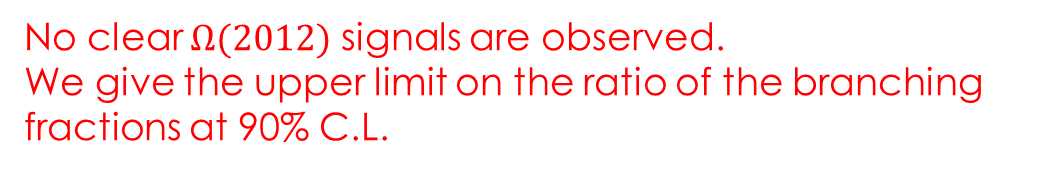 No clear Ω(2012) signals are observed.
We give the upper limit on the ratio of the branching
fractions at 90% C.L.